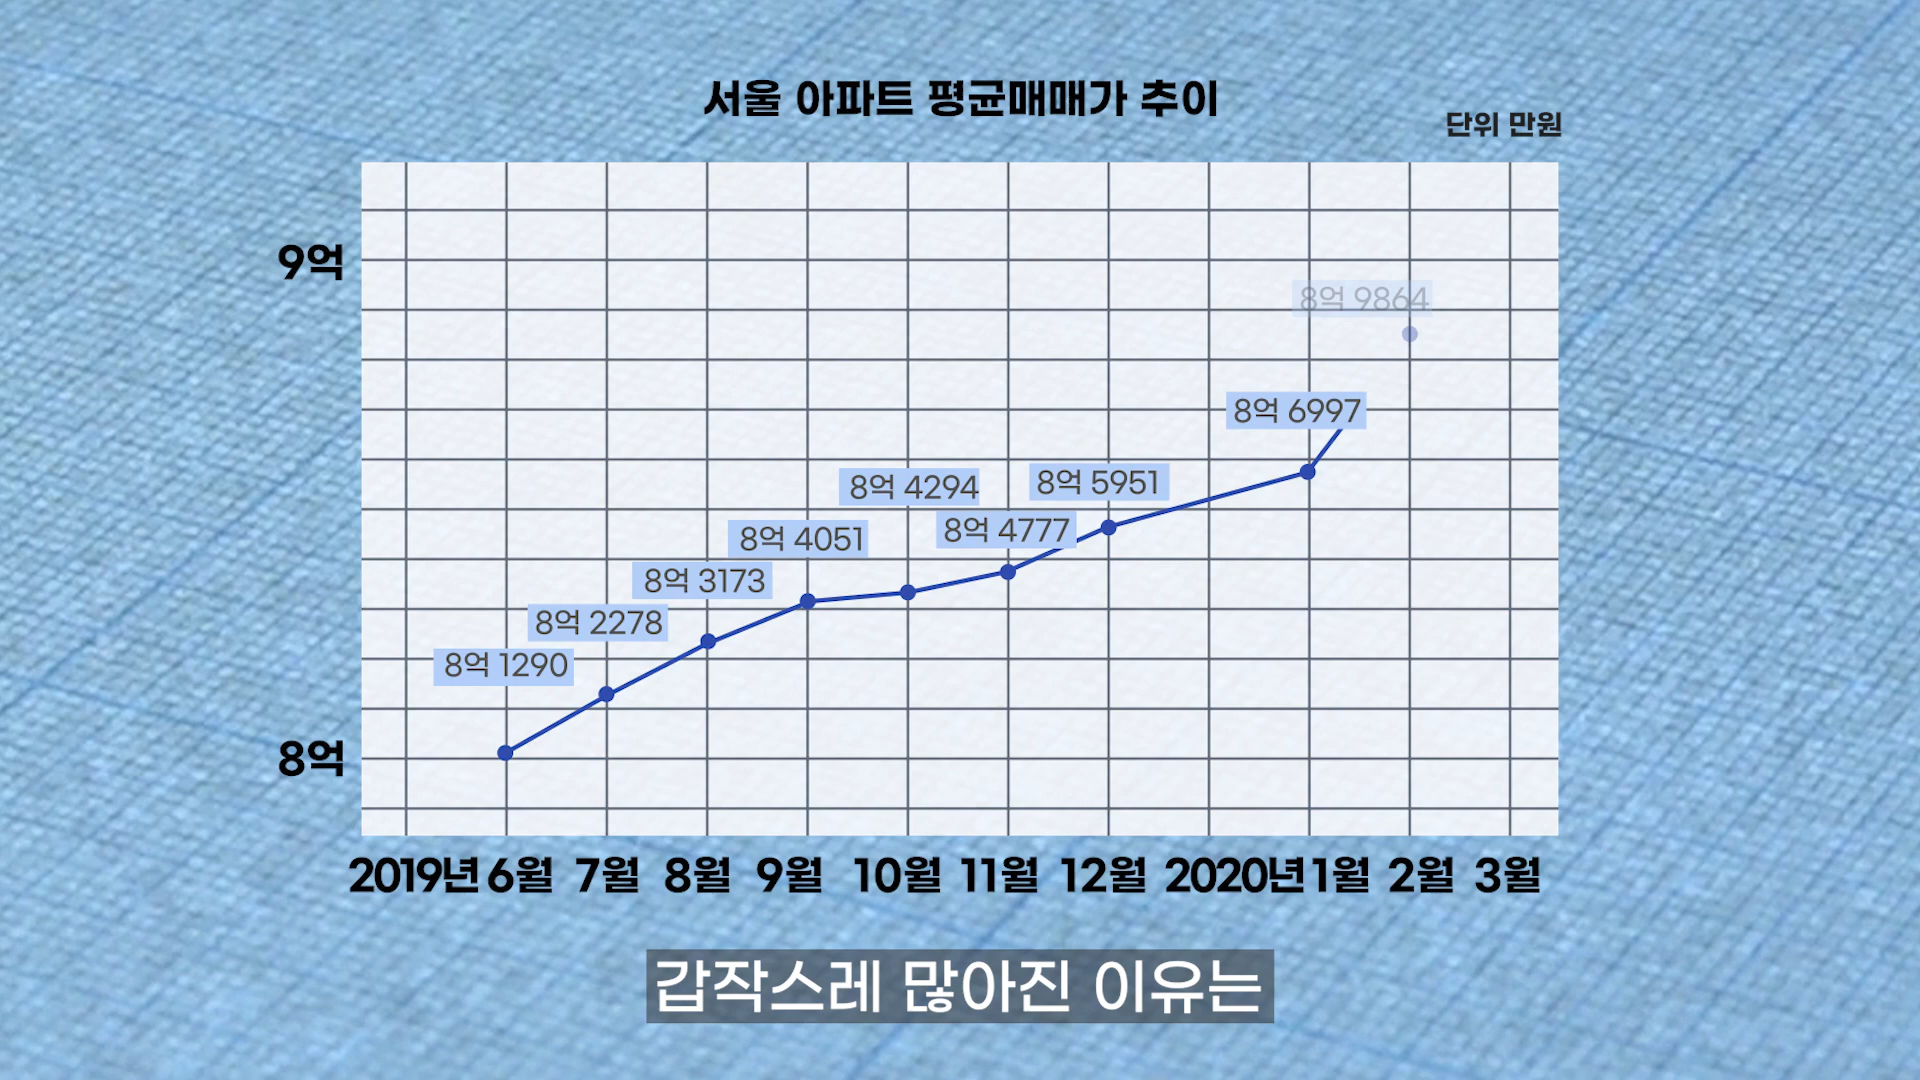 서울 아파트 평균매매가 추이
단위 만원
9억
8억 9864
8억 6997
8억 4294
8억 5951
8억 4777
8억 4051
8억 3173
8억 2278
8억 1290
8억
2019년 6월 7월 8월 9월 10월 11월 12월 2020년 1월 2월 3월
갑작스레 많아진 이유는